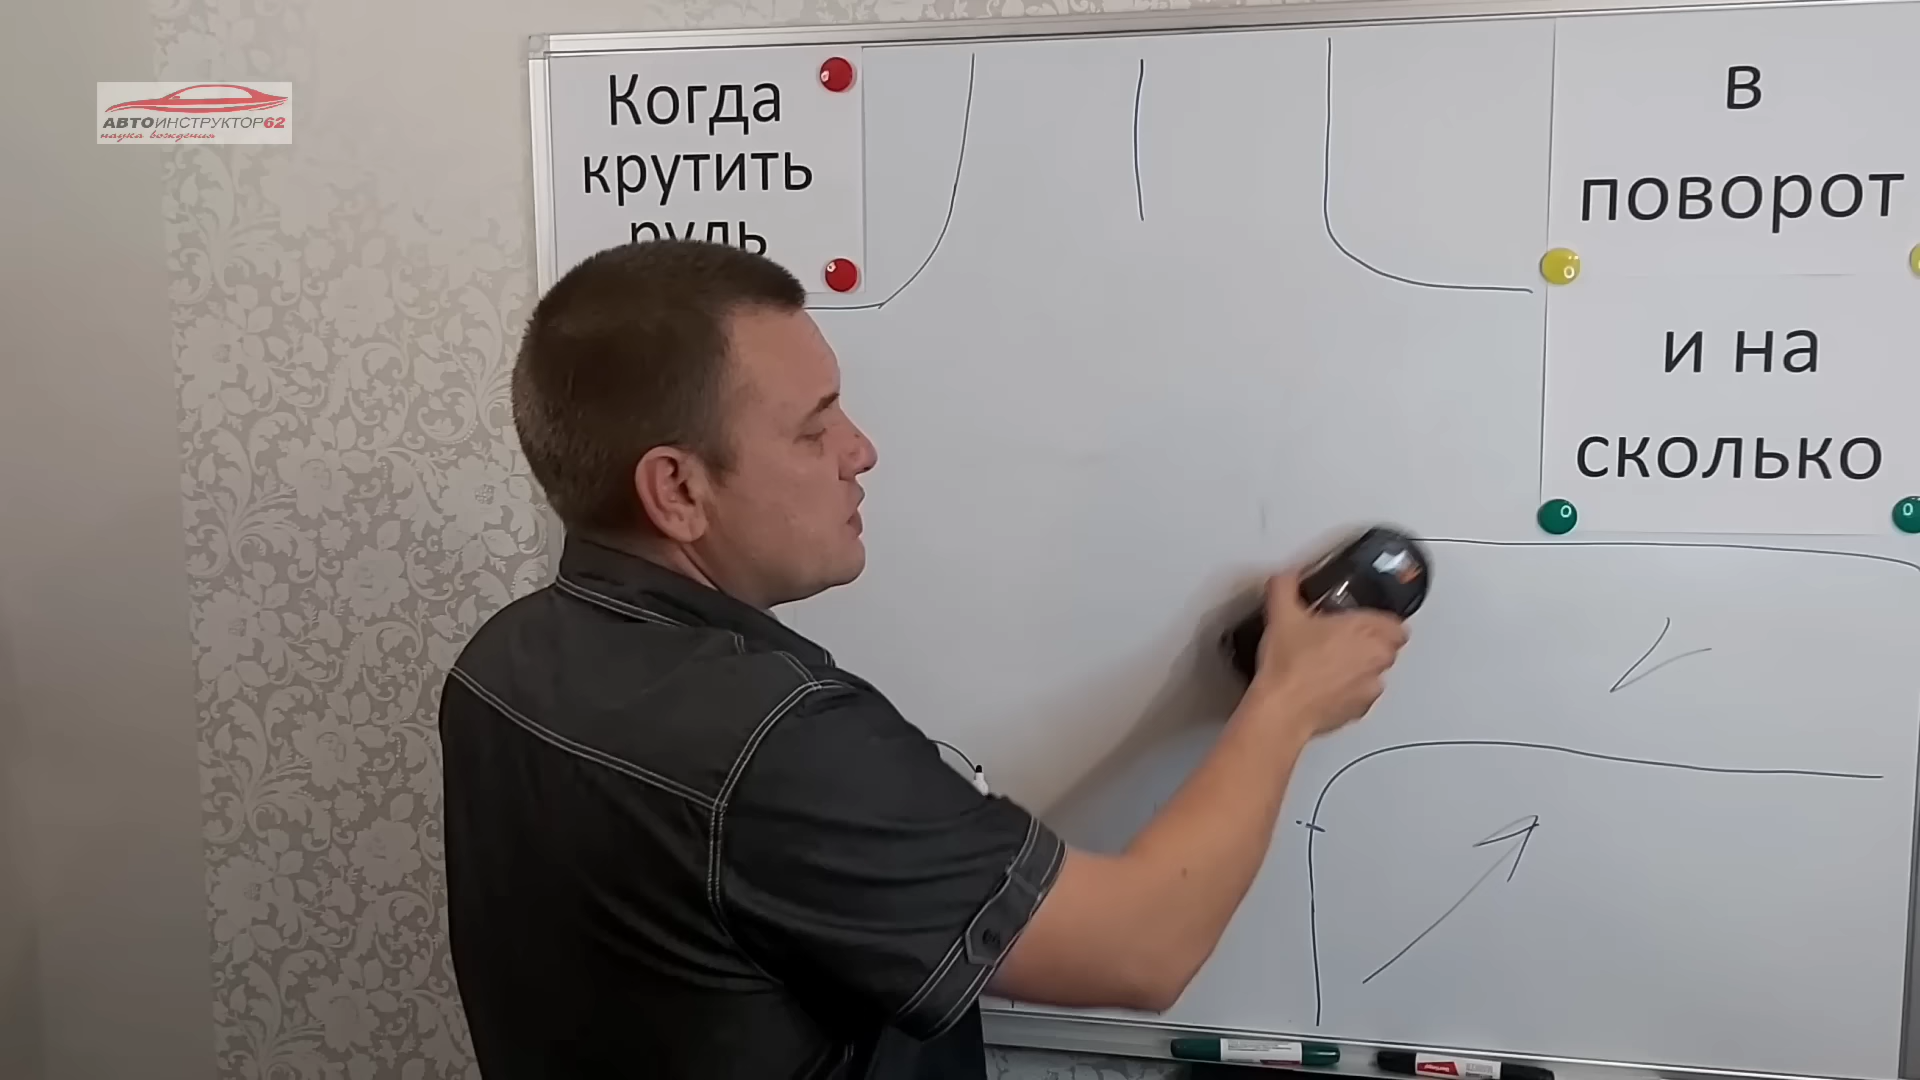 АВТОИНСТРУКТОР62
наука вождения
Когда
крутить
руль
в
поворот
и на
сколько